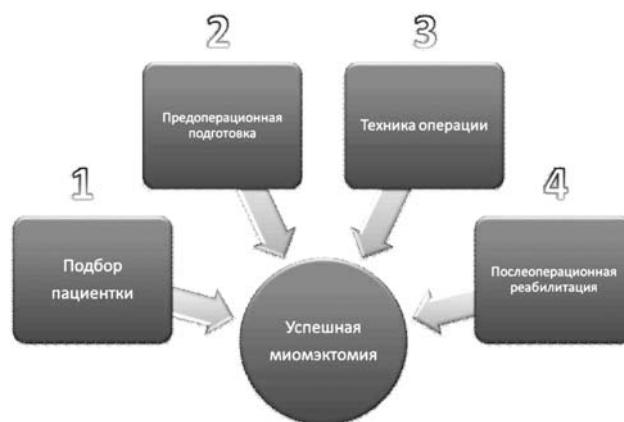 1
Подбор
пациентки
2
Предоперационная
подготовка
3
Техника операции
4
Послеоперационная
реабилитация
Успешная
миомэктомия